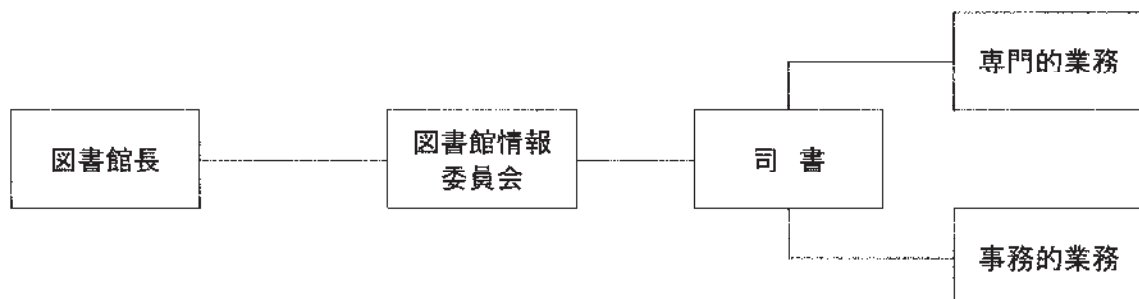 専門的業務
図書館長
図書館情報
委員会
司 書
事務的業務